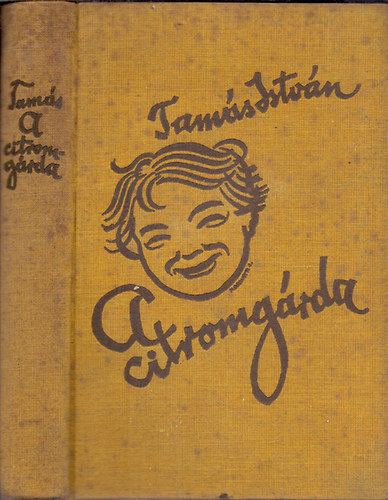 Tamás
A
citrom-
gárda
Tamás István
A
citromgárda